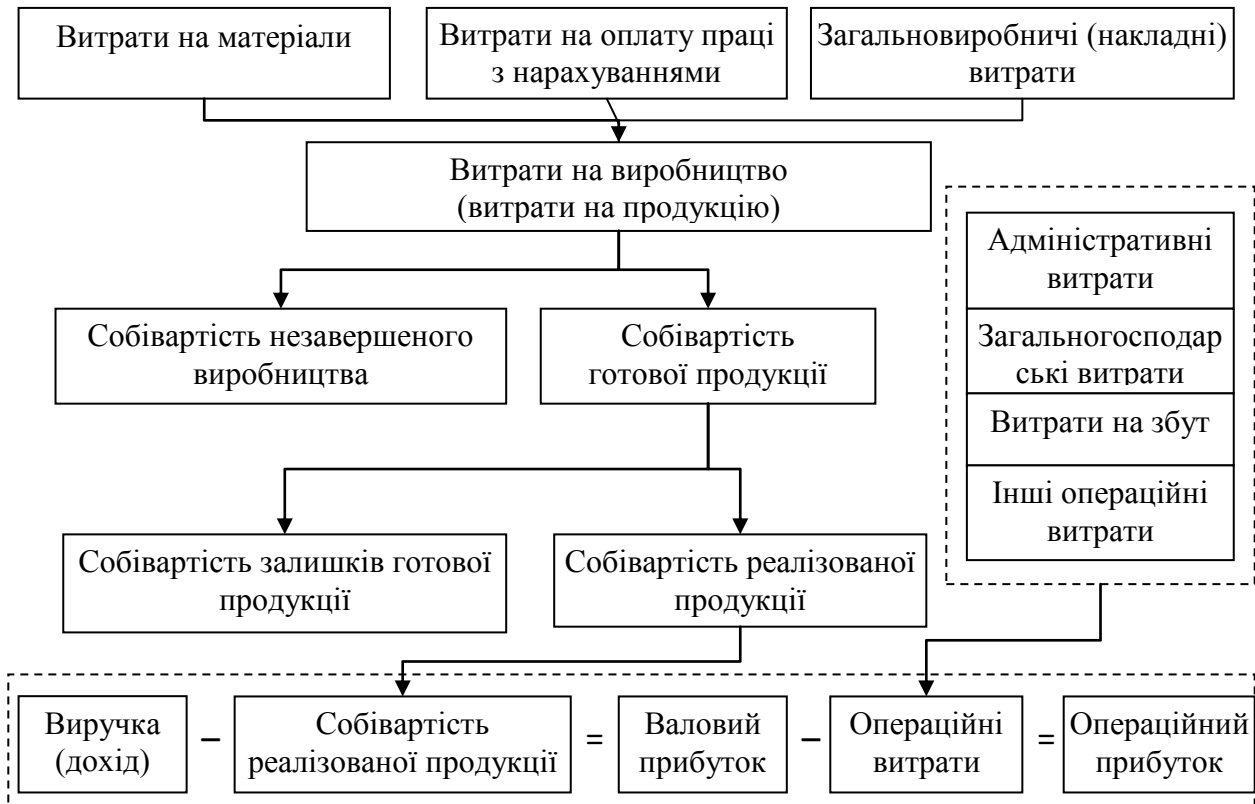 Витрати на матеріали
Витрати на оплату праці
з нарахуваннями
Загальновиробничі (накладні)
витрати
Витрати на виробництво
(витрати на продукцію)
Адміністративні
витрати
Загальногосподар
ські витрати
Витрати на збут
Інші операційні
витрати
Собівартість незавершеного
виробництва
Собівартість
готової продукції
Собівартість залишків готової
продукції
Собівартість реалізованої
продукції
Виручка
(дохід)
–
Собівартість
реалізованої продукції
=
Валовий
прибуток
–
Операційні
витрати
=
Операційний
прибуток